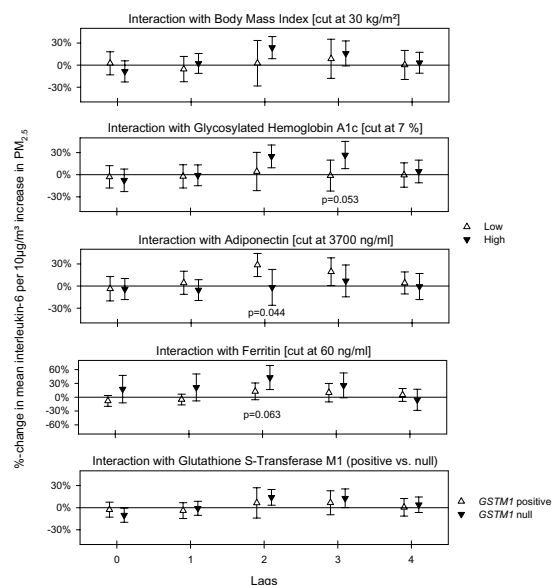 Interaction with Body Mass Index [cut at 30 kg/m²]
30%
0%
-30%
Interaction with Glycosylated Hemoglobin A1c [cut at 7 %]
30%
0%
-30%
p=0.053
Interaction with Adiponectin [cut at 3700 ng/ml]
30%
0%
-30%
p=0.044
Interaction with Ferritin [cut at 60 ng/ml]
60%
30%
0%
-30%
-60%
p=0.063
Interaction with Glutathione S-Transferase M1 (positive vs. null)
30%
0%
-30%
0 1 2 3 4
Lags
%-change in mean interleukin-6 per 10µg/m³ increase in PM2.5
Low
High
GSTM1 positive
GSTM1 null